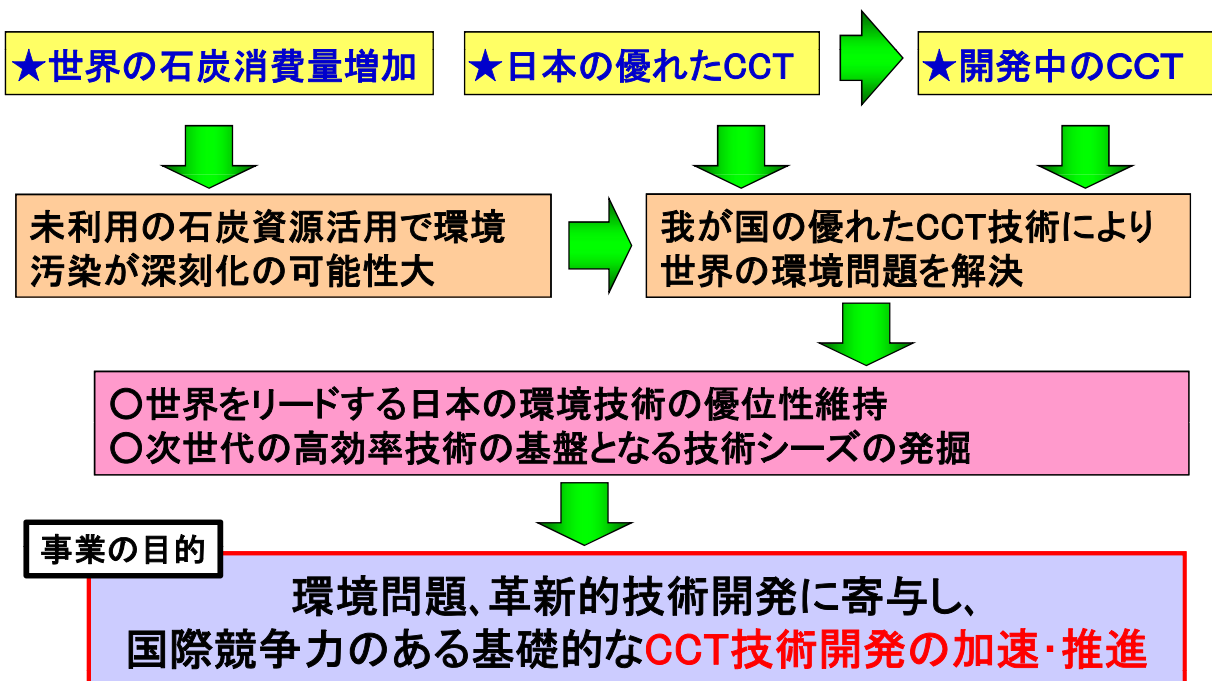 ★世界の石炭消費量増加
★日本の優れたCCT
★開発中のCCT
未利用の石炭資源活用で環境
汚染が深刻化の可能性大
我が国の優れたCCT技術により
世界の環境問題を解決
〇世界をリードする日本の環境技術の優位性維持
〇次世代の高効率技術の基盤となる技術シーズの発掘
事業の目的
環境問題、革新的技術開発に寄与し、
国際競争力のある基礎的なCCT技術開発の加速・推進